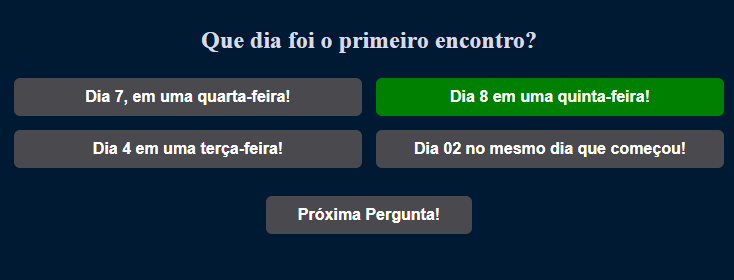 Que dia foi o primeiro encontro?
Dia 7, em uma quarta-feira!
Dia 8 em uma quinta-feira!
Dia 4 em uma terça-feira!
Dia 02 no mesmo dia que começou!
Próxima Pergunta!